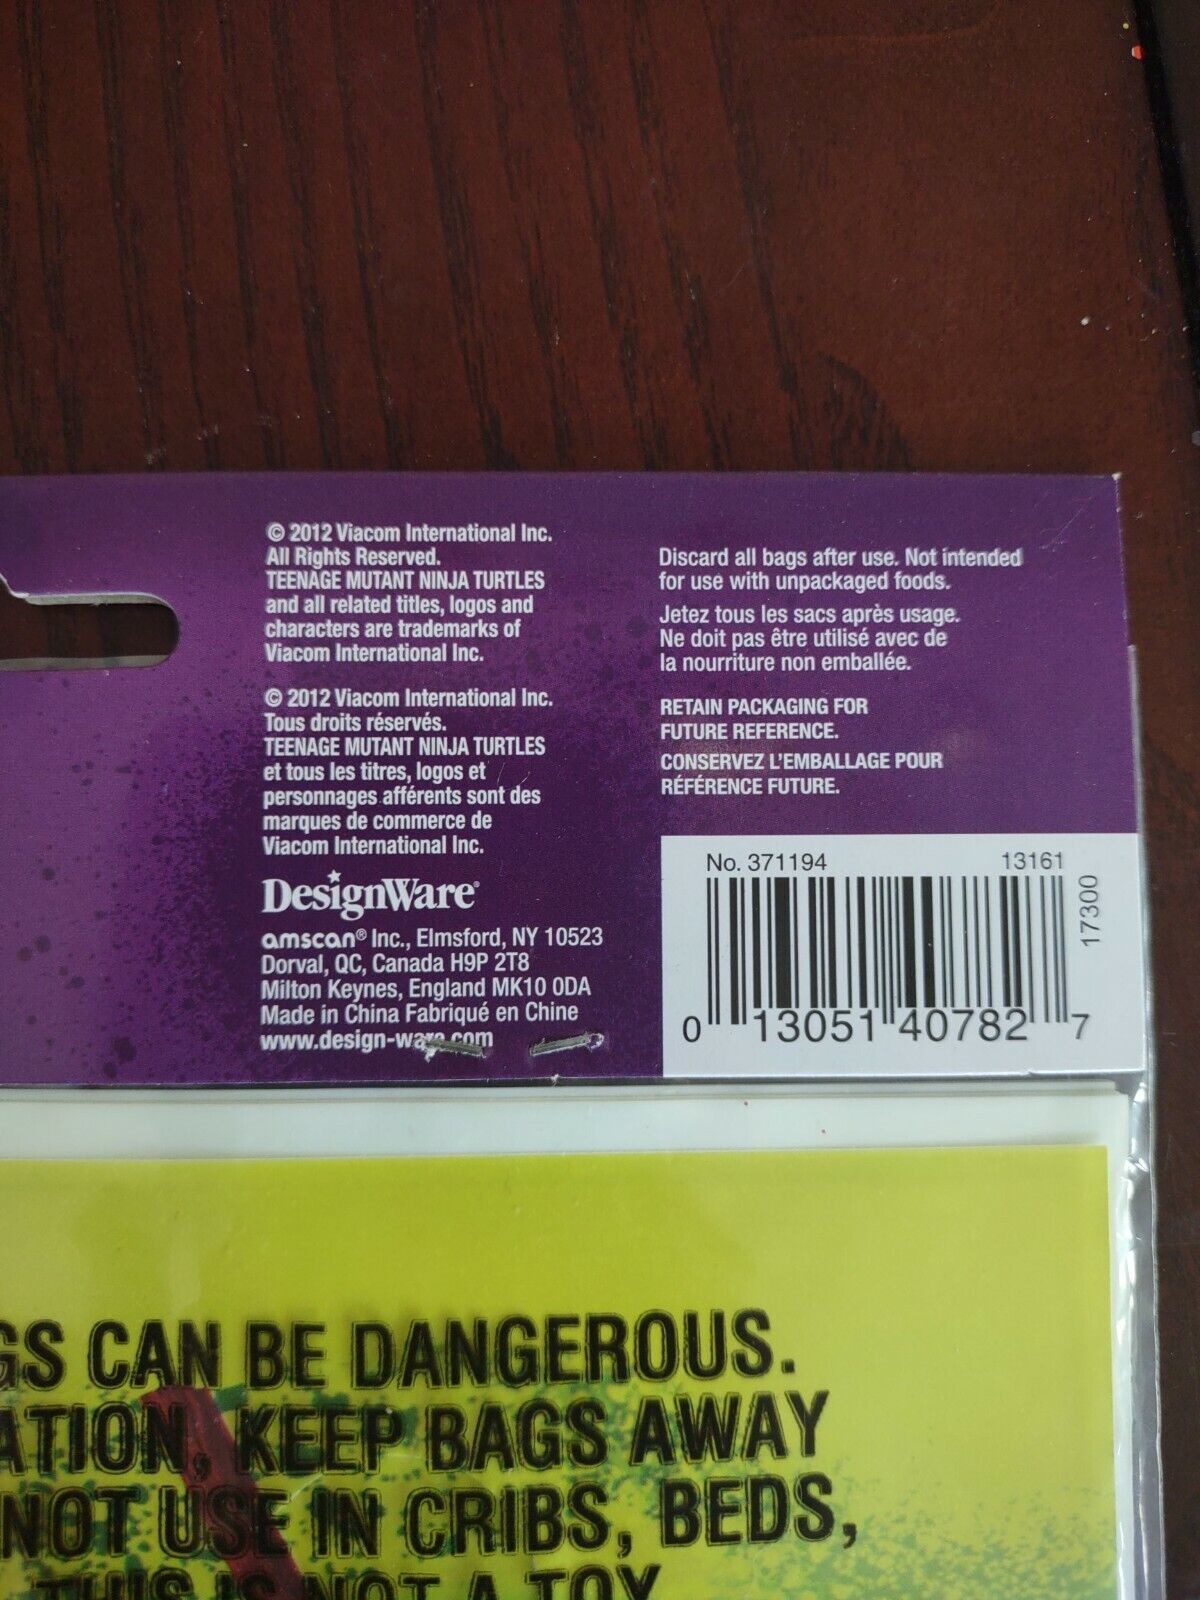 © 2012 Viacom International Inc.
All Rights Reserved.
TEENAGE MUTANT NINJA TURTLES
and all related titles, logos and
characters are trademarks of
Viacom International Inc.
© 2012 Viacom International Inc.
Tous droits réservés.
TEENAGE MUTANT NINJA TURTLES
et tous les titres, logos et
personnages afférents sont des
marques de commerce de
Viacom International Inc.
DesignWare®
amscan® Inc., Elmsford, NY 10523
Dorval, QC, Canada H9P 2T8
Milton Keynes, England MK10 0DA
Made in China Fabriqué en Chine
www.design-ware.com
Discard all bags after use. Not intended
for use with unpackaged foods.
Jetez tous les sacs après usage.
Ne doit pas être utilisé avec de
la nourriture non emballée.
RETAIN PACKAGING FOR
FUTURE REFERENCE.
CONSERVEZ L'EMBALLAGE POUR
RÉFÉRENCE FUTURE.
No. 371194 13161
17300
0 13051 40782 7
GS CAN BE DANGEROUS.
ATION, KEEP BAGS AWAY
NOT USE IN CRIBS, BEDS,
THIS IS NOT A TOY